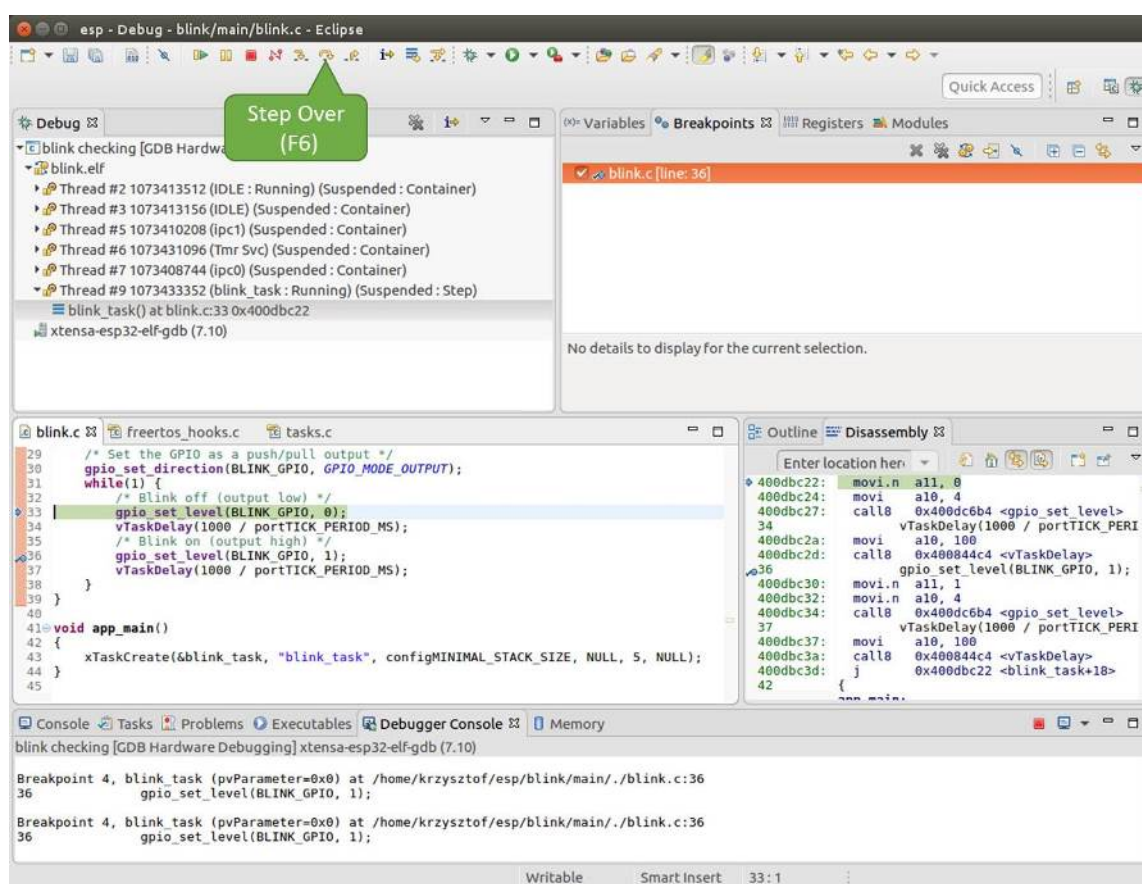 esp - Debug - blink/main/blink.c - Eclipse
Quick Access
Step Over
(F6)
Debug
blink checking [GDB Hardwa
blink.elf
Thread #2 1073413512 (IDLE : Running) (Suspended : Container)
Thread #3 1073413156 (IDLE) (Suspended : Container)
Thread #5 1073410208 (ipc1) (Suspended : Container)
Thread #6 1073431096 (Tmr Svc) (Suspended : Container)
Thread #7 1073408744 (ipc0) (Suspended : Container)
Thread #9 1073433352 (blink_task : Running) (Suspended : Step)
blink_task() at blink.c:33 0x400dbc22
xtensa-esp32-elf-gdb (7.10)
(x)= Variables Breakpoints Registers Modules
blink.c [line: 36]
No details to display for the current selection.
blink.c freertos_hooks.c tasks.c
29 /* Set the GPIO as a push/pull output */
30 gpio_set_direction(BLINK_GPIO, GPIO_MODE_OUTPUT);
31 while(1) {
32 /* Blink off (output low) */
33 gpio_set_level(BLINK_GPIO, 0);
34 vTaskDelay(1000 / portTICK_PERIOD_MS);
35 /* Blink on (output high) */
36 gpio_set_level(BLINK_GPIO, 1);
37 vTaskDelay(1000 / portTICK_PERIOD_MS);
38 }
39 }
40
41 void app_main()
42 {
43 xTaskCreate(&blink_task, "blink_task", configMINIMAL_STACK_SIZE, NULL, 5, NULL);
44 }
45
Outline Disassembly
Enter location her
400dbc22: movi.n a11, 0
400dbc24: movi a10, 4
400dbc27: call8 0x400dc6b4 <gpio_set_level>
34 vTaskDelay(1000 / portTICK_PERI
400dbc2a: movi a10, 100
400dbc2d: call8 0x400844c4 <vTaskDelay>
36 gpio_set_level(BLINK_GPIO, 1);
400dbc30: movi.n a11, 1
400dbc32: movi.n a10, 4
400dbc34: call8 0x400dc6b4 <gpio_set_level>
37 vTaskDelay(1000 / portTICK_PERI
400dbc37: movi a10, 100
400dbc3a: call8 0x400844c4 <vTaskDelay>
400dbc3d: j 0x400dbc22 <blink_task+18>
42 {
app_main:
Console Tasks Problems Executables Debugger Console Memory
blink checking [GDB Hardware Debugging] xtensa-esp32-elf-gdb (7.10)
Breakpoint 4, blink_task (pvParameter=0x0) at /home/krzysztof/esp/blink/main/./blink.c:36
36 gpio_set_level(BLINK_GPIO, 1);
Breakpoint 4, blink_task (pvParameter=0x0) at /home/krzysztof/esp/blink/main/./blink.c:36
36 gpio_set_level(BLINK_GPIO, 1);
Writable Smart Insert 33 : 1